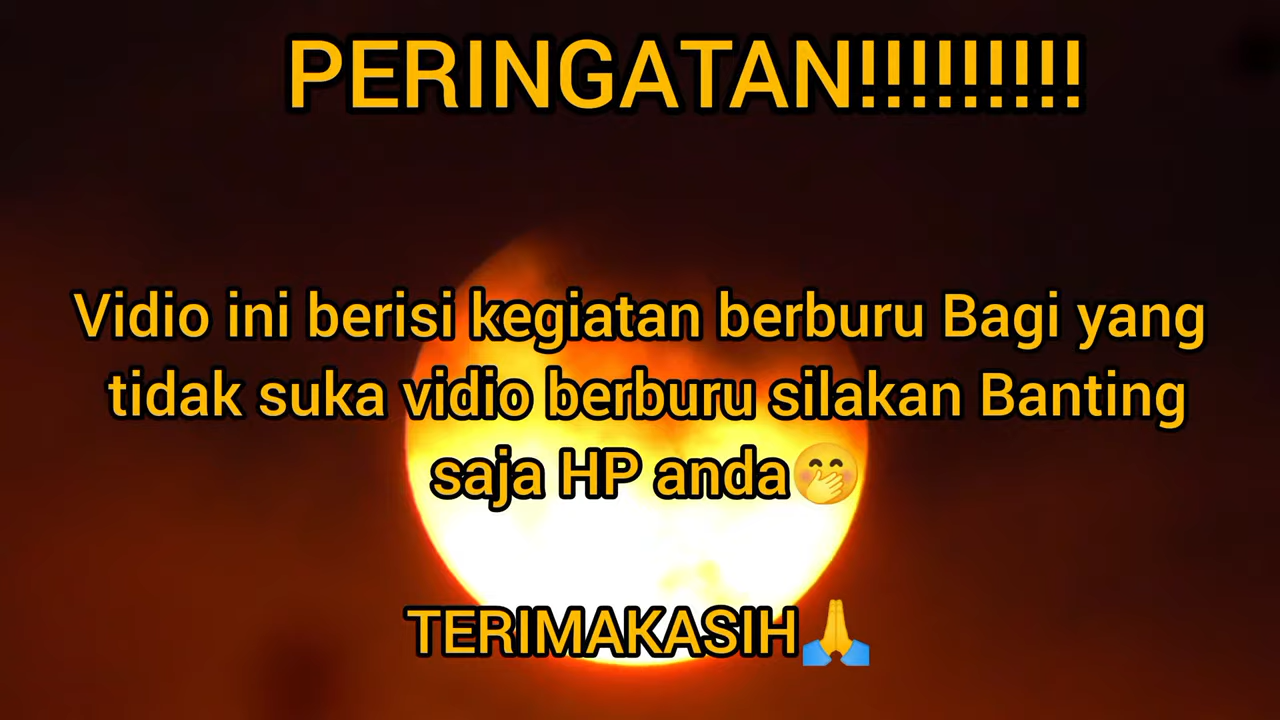 PERINGATAN!!!!!!!!!
Vidio ini berisi kegiatan berburu Bagi yang
tidak suka vidio berburu silakan Banting
saja HP anda🤭
TERIMAKASIH🙏